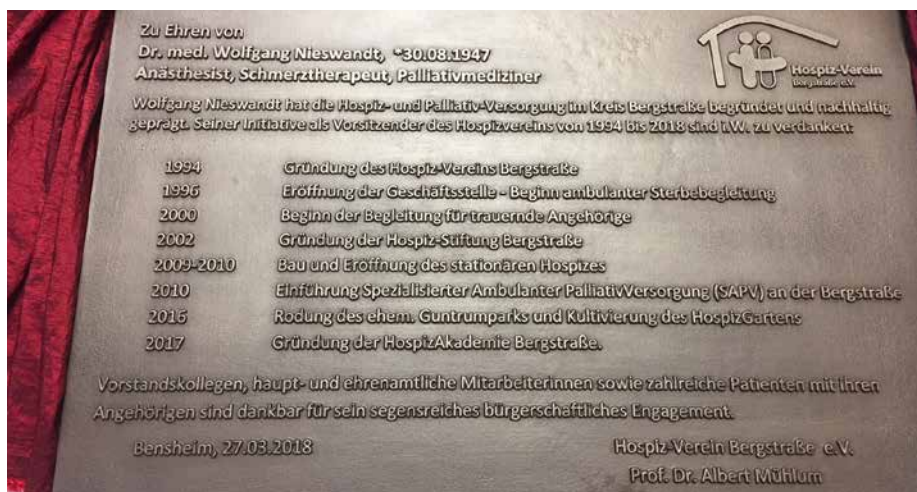 Zu Ehren von
Dr. med. Wolfgang Nieswandt, *30.08.1947
Anästhesist, Schmerztherapeut, Palliativmediziner
Hospiz-Verein
Bergstraße e.V.
Wolfgang Nieswandt hat die Hospiz- und Palliativ-Versorgung im Kreis Bergstraße begründet und nachhaltig
geprägt. Seiner Initiative als Vorsitzender des Hospizvereins von 1994 bis 2018 sind i.W. zu verdanken:
1994 Gründung des Hospiz-Vereins Bergstraße
1996 Eröffnung der Geschäftsstelle - Beginn ambulanter Sterbebegleitung
2000 Beginn der Begleitung für trauernde Angehörige
2002 Gründung der Hospiz-Stiftung Bergstraße
2009-2010 Bau und Eröffnung des stationären Hospizes
2010 Einführung Spezialisierter Ambulanter PalliativVersorgung (SAPV) an der Bergstraße
2016 Rodung des ehem. Guntrumparks und Kultivierung des HospizGartens
2017 Gründung der HospizAkademie Bergstraße.
Vorstandskollegen, haupt- und ehrenamtliche Mitarbeiterinnen sowie zahlreiche Patienten mit ihren
Angehörigen sind dankbar für sein segensreiches bürgerschaftliches Engagement.
Bensheim, 27.03.2018 Hospiz-Verein Bergstraße e.V.
Prof. Dr. Albert Mühlum